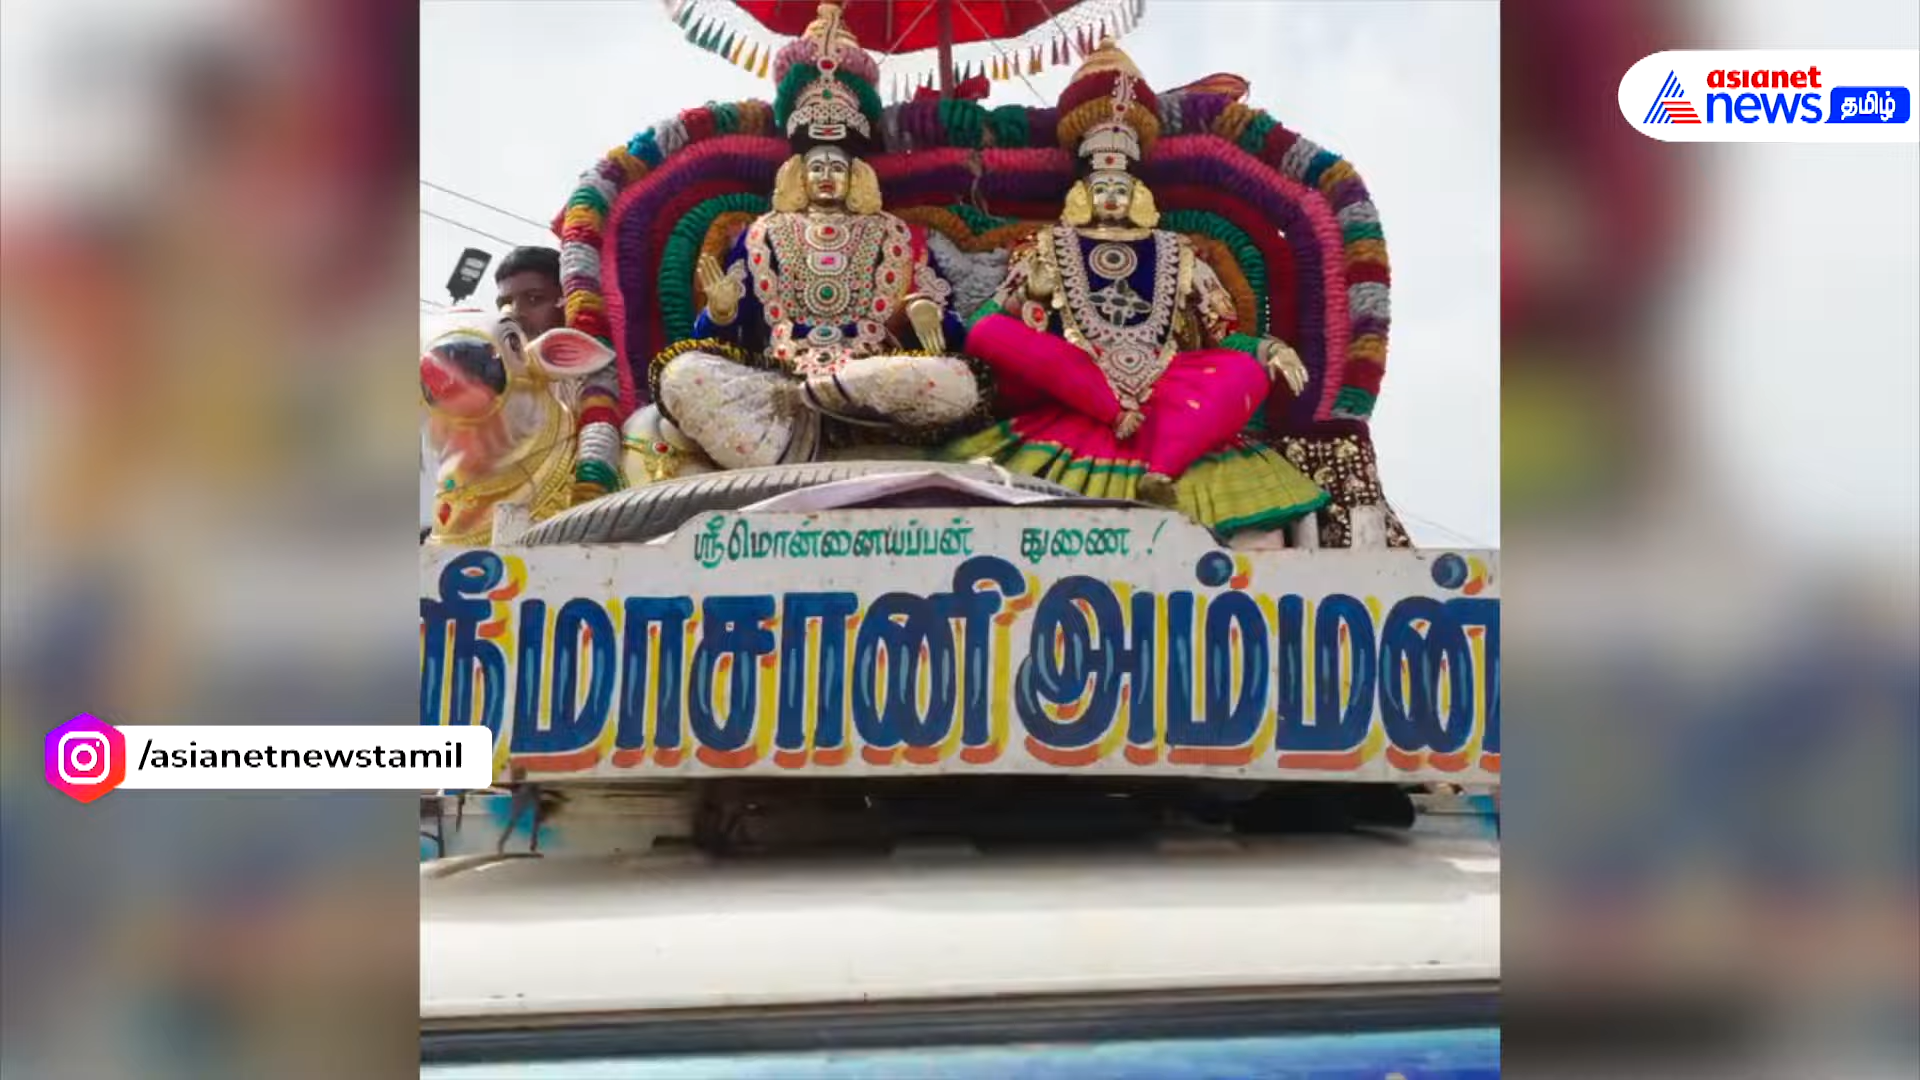 asianet
news தமிழ்
ஸ்ரீமொன்னையப்பன் துணை!
ஸ்ரீமாசானி அம்மன்
/asianetnewstamil